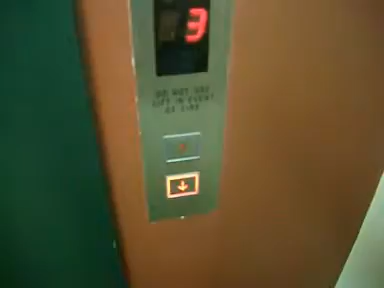 3
DO NOT USE
LIFT IN EVENT
OF FIRE